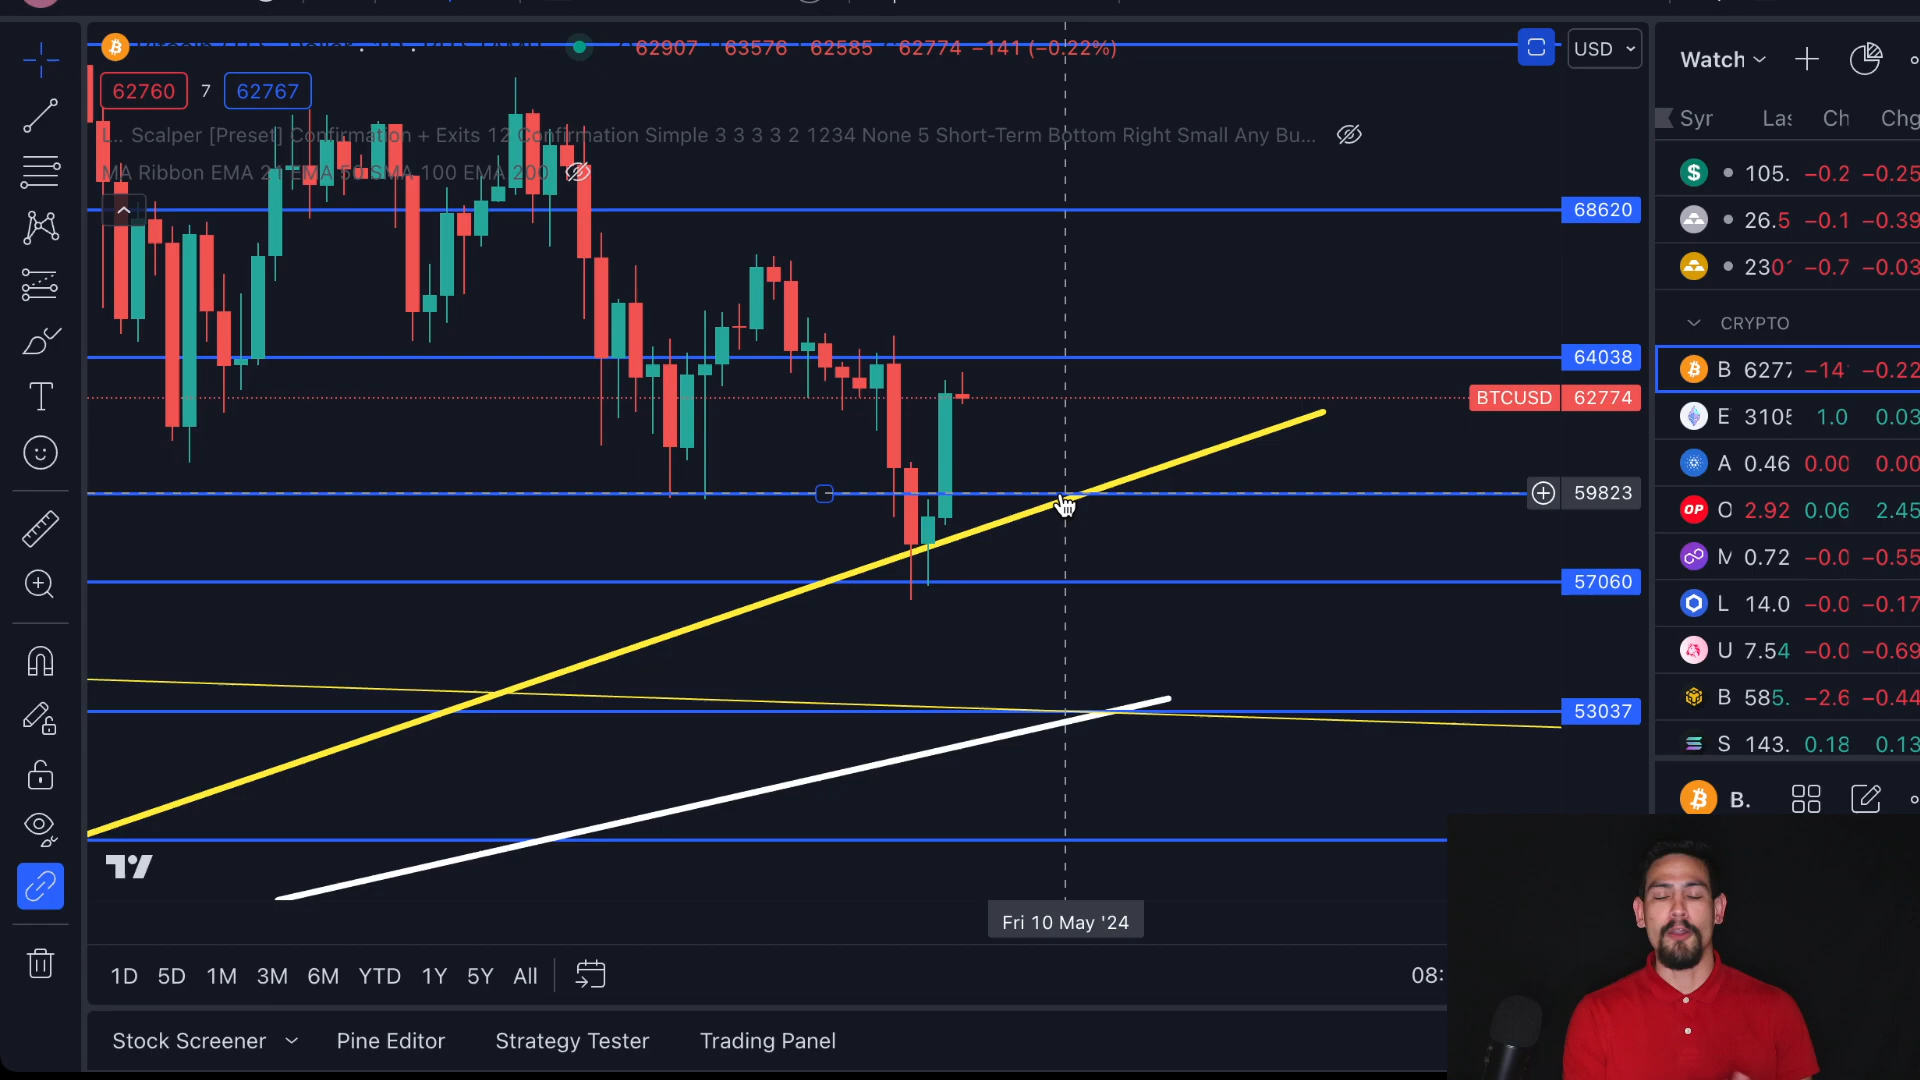 62907 63576 62585 62774 −141 (−0.22%)
USD
62760 7 62767
L... Scalper [Preset] Confirmation + Exits 12 Confirmation Simple 3 3 3 3 2 1234 None 5 Short-Term Bottom Right Small Any Bu...
MA Ribbon EMA 21 EMA 50 SMA 100 EMA 200
68620
64038
BTCUSD 62774
59823
57060
53037
Fri 10 May '24
1D 5D 1M 3M 6M YTD 1Y 5Y All
08:
Stock Screener Pine Editor Strategy Tester Trading Panel
Watch
Syr Las Ch Chg
105. −0.2 −0.25
26.5 −0.1 −0.39
230 −0.7 −0.03
CRYPTO
B 6277 −14 −0.22
E 3105 1.0 0.03
A 0.46 0.00 0.00
OP O 2.92 0.06 2.45
M 0.72 −0.0 −0.55
L 14.0 −0.0 −0.17
U 7.54 −0.0 −0.69
B 585. −2.6 −0.44
S 143. 0.18 0.13
B.